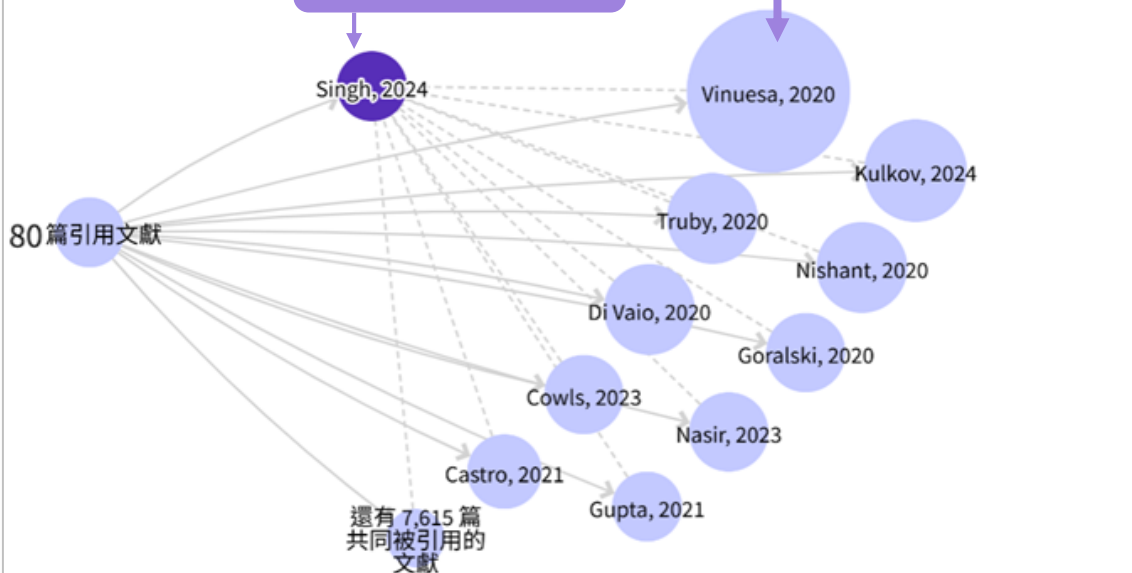 Singh, 2024
Vinuesa, 2020
Kulkov, 2024
Truby, 2020
80篇引用文獻
Nishant, 2020
Di Vaio, 2020
Goralski, 2020
Cowls, 2023
Nasir, 2023
Castro, 2021
Gupta, 2021
還有 7,615 篇
共同被引用的
文獻